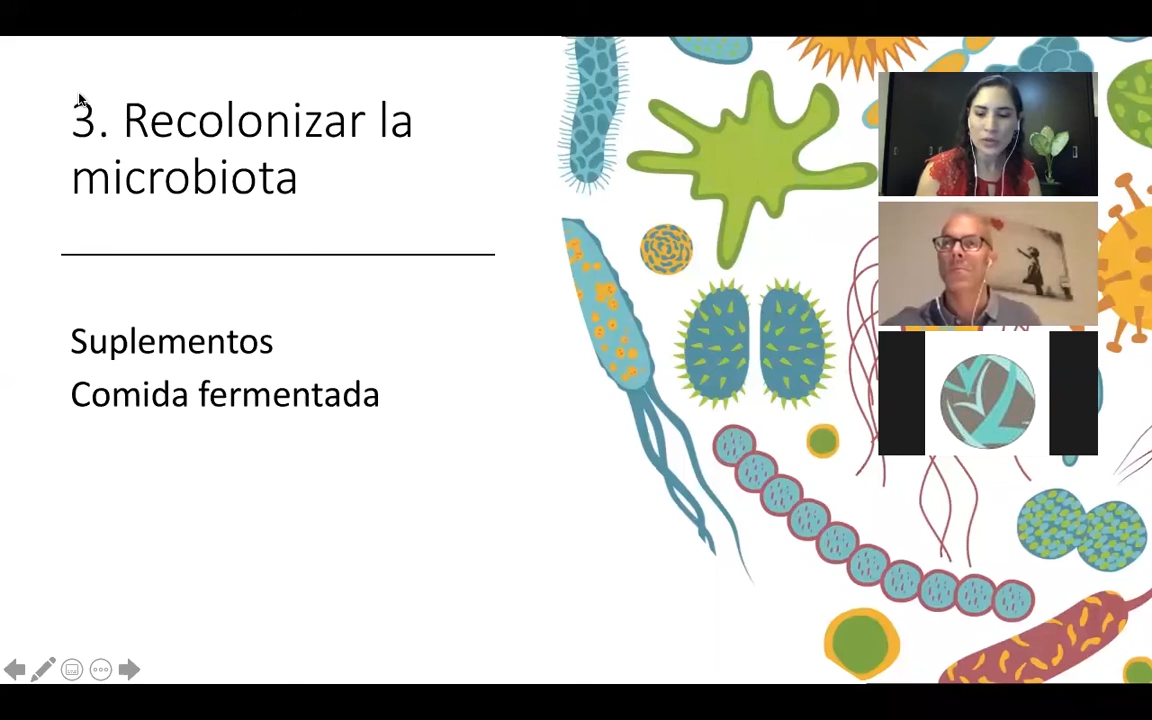 3. Recolonizar la
microbiota
Suplementos
Comida fermentada